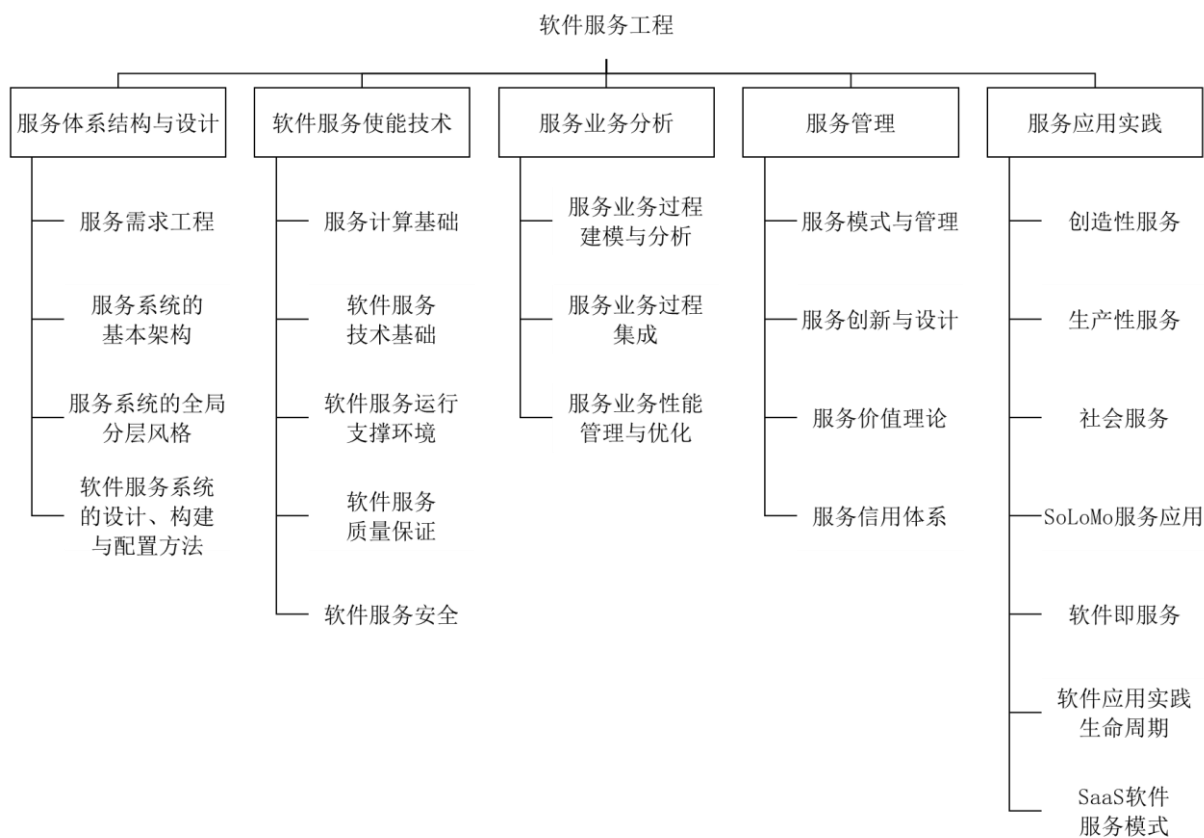 软件服务工程
服务体系结构与设计
服务需求工程
服务系统的
基本架构
服务系统的全局
分层风格
软件服务系统
的设计、构建
与配置方法
软件服务使能技术
服务计算基础
软件服务
技术基础
软件服务运行
支撑环境
软件服务
质量保证
软件服务安全
服务业务分析
服务业务过程
建模与分析
服务业务过程
集成
服务业务性能
管理与优化
服务管理
服务模式与管理
服务创新与设计
服务价值理论
服务信用体系
服务应用实践
创造性服务
生产性服务
社会服务
SoLoMo服务应用
软件即服务
软件应用实践
生命周期
SaaS软件
服务模式